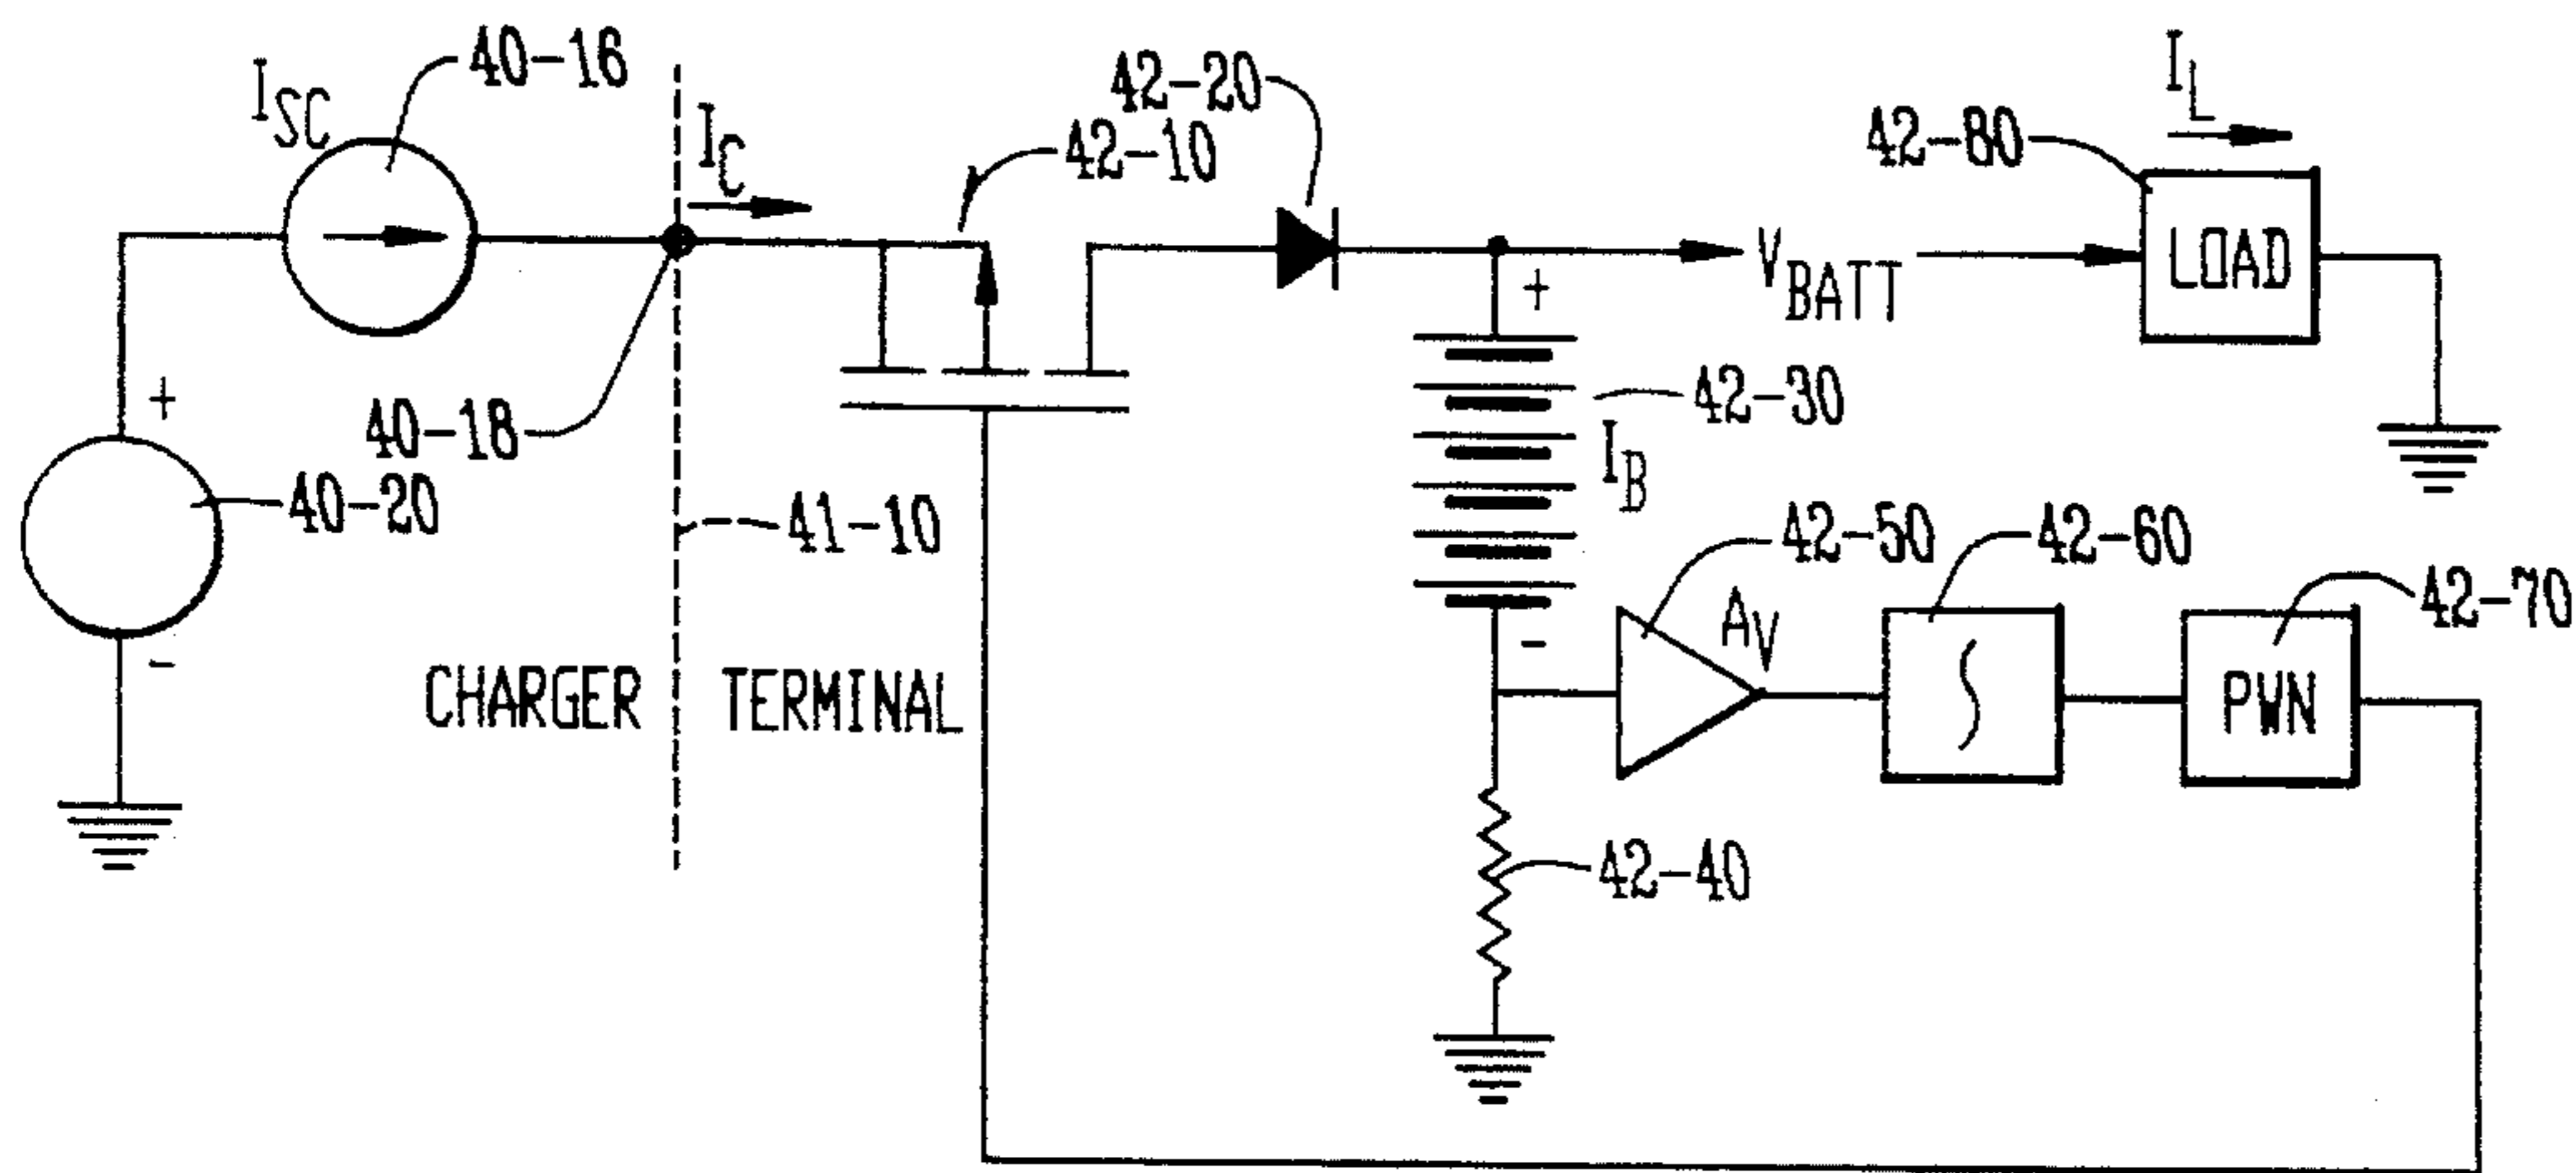 I_SC
40-16
I_C
42-20
42-10
I_L
42-80
LOAD
V_BATT
+
+
40-18
42-30
I_B
40-20
41-10
42-50
42-60
42-70
A_V
-
-
CHARGER
TERMINAL
∫
PWN
42-40